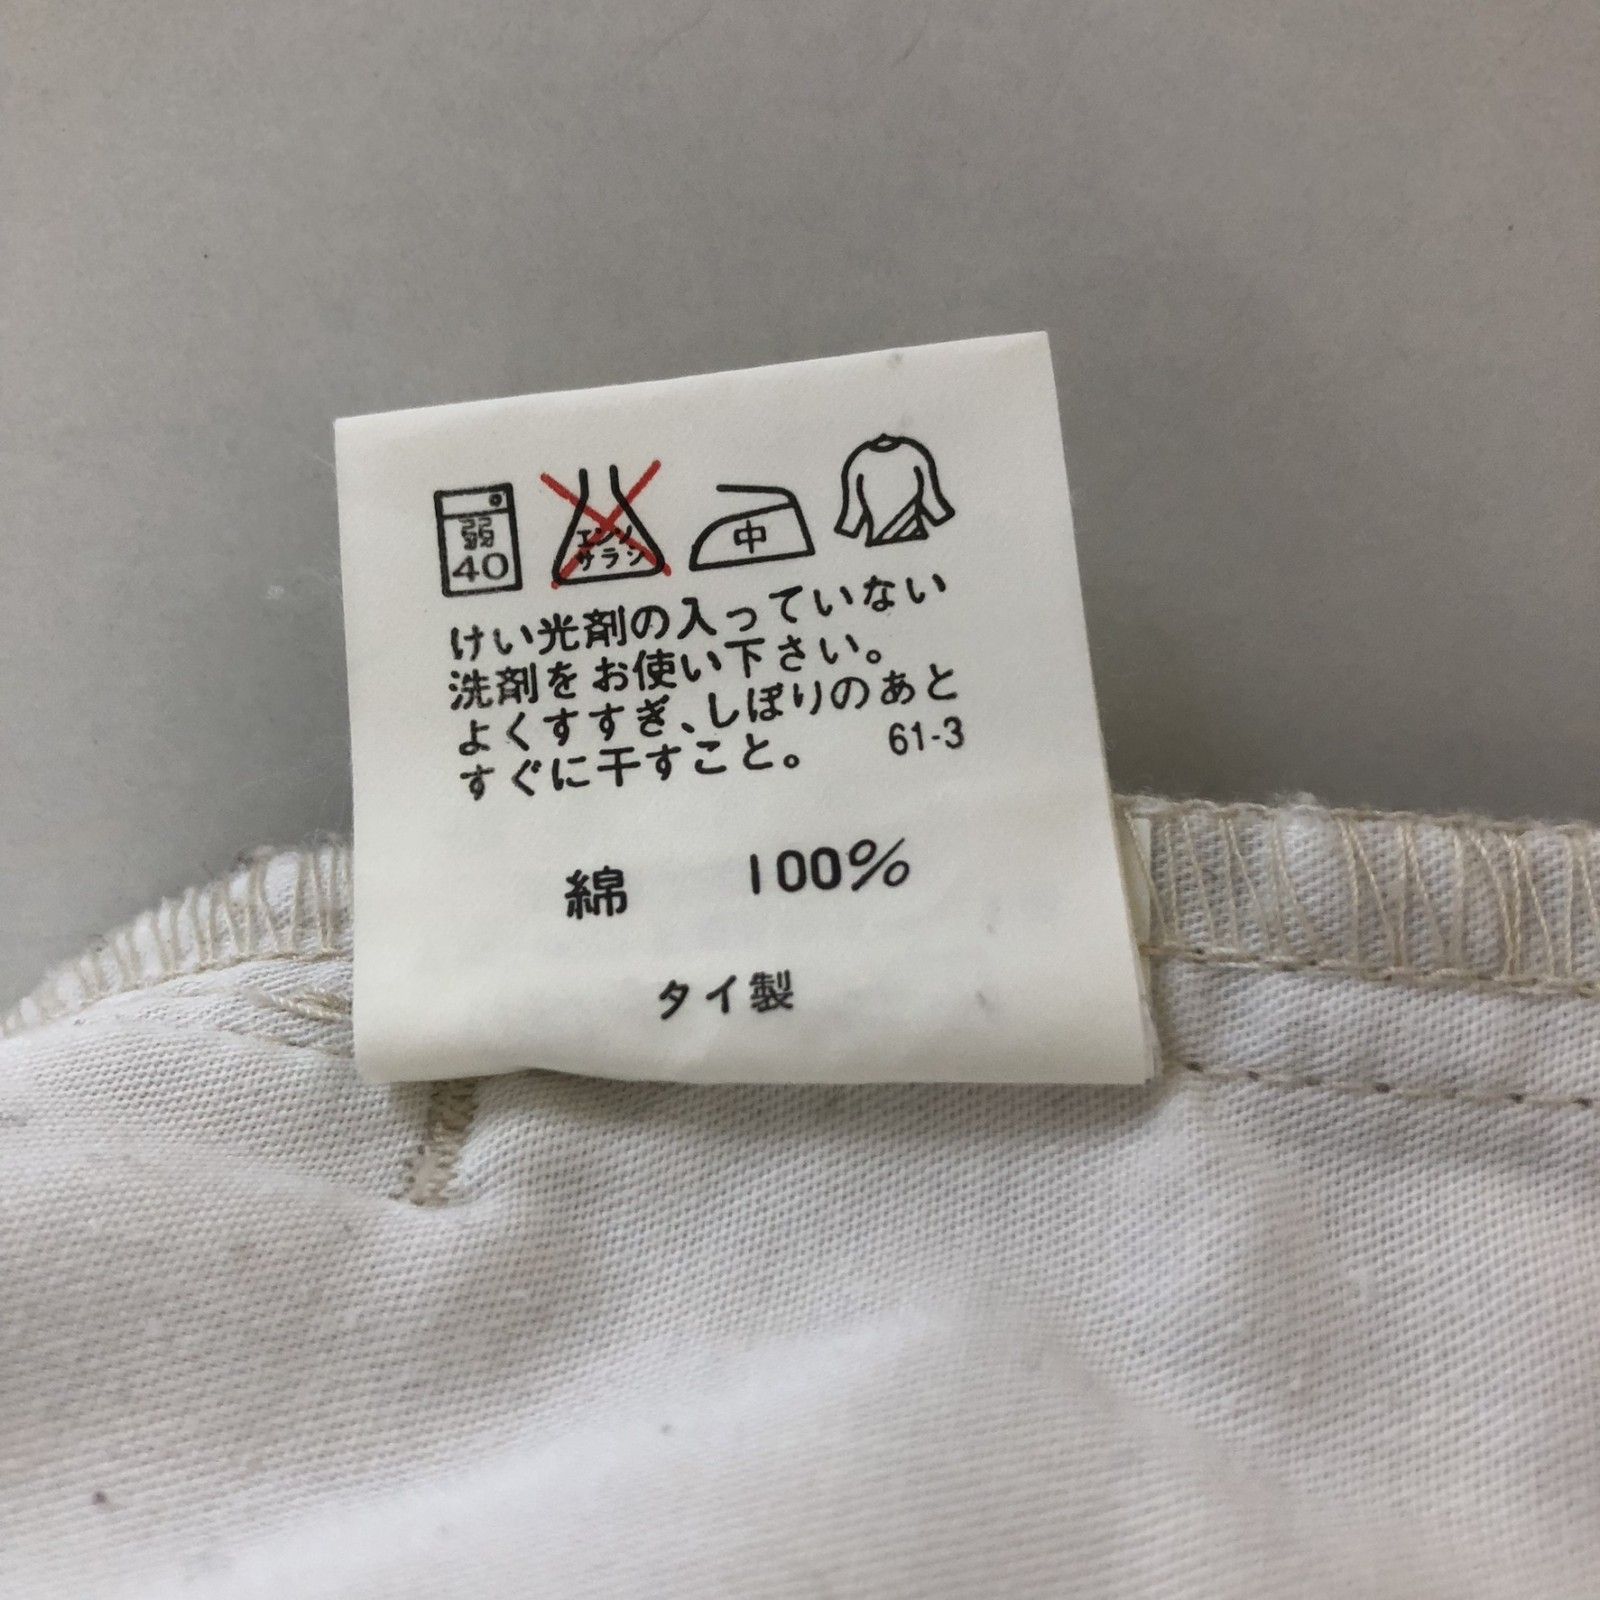 弱
40
エンソ
サラシ
中
けい光剤の入っていない
洗剤をお使い下さい。
よくすすぎ、しぼりのあと
すぐに干すこと。 61-3
綿 100%
タイ製